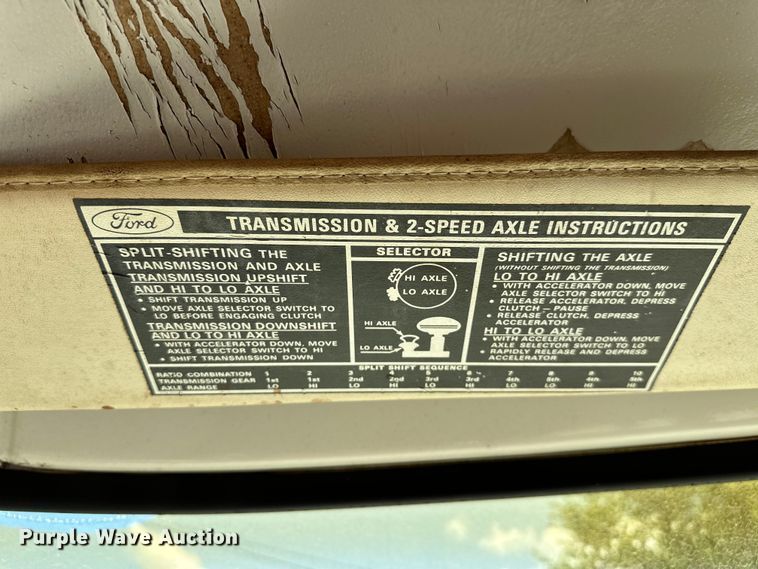 Ford
TRANSMISSION & 2-SPEED AXLE INSTRUCTIONS
SPLIT-SHIFTING THE
TRANSMISSION AND AXLE
TRANSMISSION UPSHIFT
AND HI TO LO AXLE
• SHIFT TRANSMISSION UP
• MOVE AXLE SELECTOR SWITCH TO
LO BEFORE ENGAGING CLUTCH
TRANSMISSION DOWNSHIFT
AND LO TO HI AXLE
• WITH ACCELERATOR DOWN, MOVE
AXLE SELECTOR SWITCH TO HI
• SHIFT TRANSMISSION DOWN
SELECTOR
HI AXLE
LO AXLE
HI AXLE
LO AXLE
SHIFTING THE AXLE
(WITHOUT SHIFTING THE TRANSMISSION)
LO TO HI AXLE
• WITH ACCELERATOR DOWN, MOVE
AXLE SELECTOR SWITCH TO HI
• RELEASE ACCELERATOR, DEPRESS
CLUTCH – PAUSE
• RELEASE CLUTCH, DEPRESS
ACCELERATOR
HI TO LO AXLE
• WITH ACCELERATOR DOWN, MOVE
AXLE SELECTOR SWITCH TO LO
• RAPIDLY RELEASE AND DEPRESS
ACCELERATOR
SPLIT SHIFT SEQUENCE
RATIO COMBINATION 1 2 3 4 5 6 7 8 9 10
TRANSMISSION GEAR 1st 1st 2nd 2nd 3rd 3rd 4th 5th 4th 5th
AXLE RANGE LO HI LO HI LO HI LO LO HI HI
Purple Wave Auction